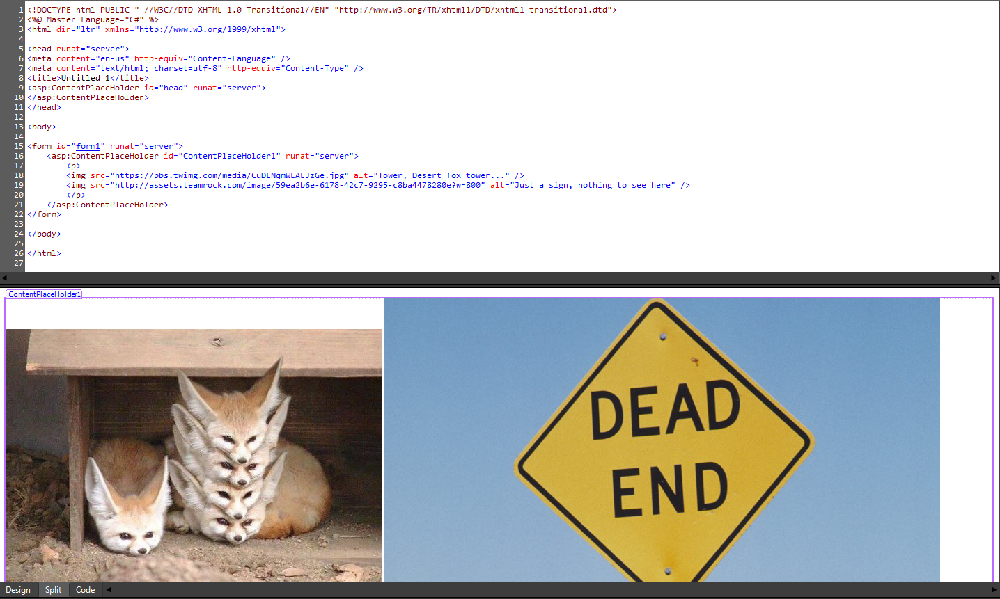 1 <!DOCTYPE html PUBLIC "-//W3C//DTD XHTML 1.0 Transitional//EN" "http://www.w3.org/TR/xhtml1/DTD/xhtml1-transitional.dtd">
2 <%@ Master Language="C#" %>
3 <html dir="ltr" xmlns="http://www.w3.org/1999/xhtml">
4
5 <head runat="server">
6 <meta content="en-us" http-equiv="Content-Language" />
7 <meta content="text/html; charset=utf-8" http-equiv="Content-Type" />
8 <title>Untitled 1</title>
9 <asp:ContentPlaceHolder id="head" runat="server">
10 </asp:ContentPlaceHolder>
11 </head>
12
13 <body>
14
15 <form id="form1" runat="server">
16 <asp:ContentPlaceHolder id="ContentPlaceHolder1" runat="server">
17 <p>
18 <img src="https://pbs.twimg.com/media/CuDLNqmWEAEJzGe.jpg" alt="Tower, Desert fox tower..." />
19 <img src="http://assets.teamrock.com/image/59ea2b6e-6178-42c7-9295-c8ba4478280e?w=800" alt="Just a sign, nothing to see here" />
20 </p>
21 </asp:ContentPlaceHolder>
22 </form>
23
24 </body>
25
26 </html>
27
ContentPlaceHolder1
DEAD
END
Design Split Code